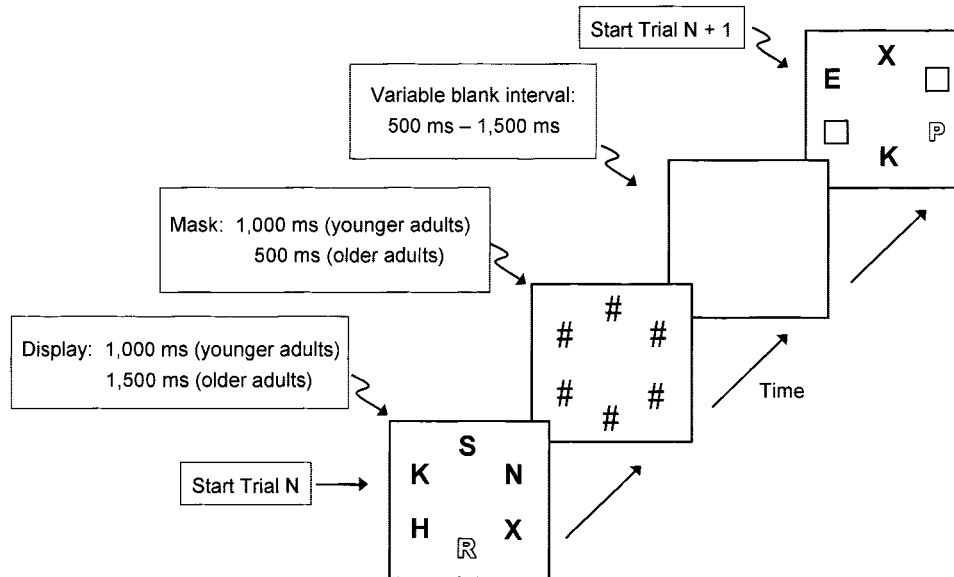 Start Trial N + 1
X
E
P
K
Variable blank interval:
500 ms – 1,500 ms
Mask: 1,000 ms (younger adults)
500 ms (older adults)
#
# #
# #
#
Display: 1,000 ms (younger adults)
1,500 ms (older adults)
Time
Start Trial N
S
K N
H X
R